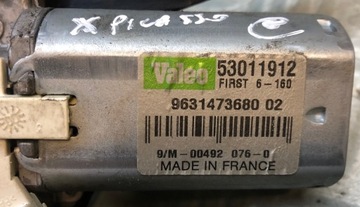 X PICASSO
Valeo
53011912
FIRST 6-160
9631473680 02
9/M-00492 076-0
MADE IN FRANCE